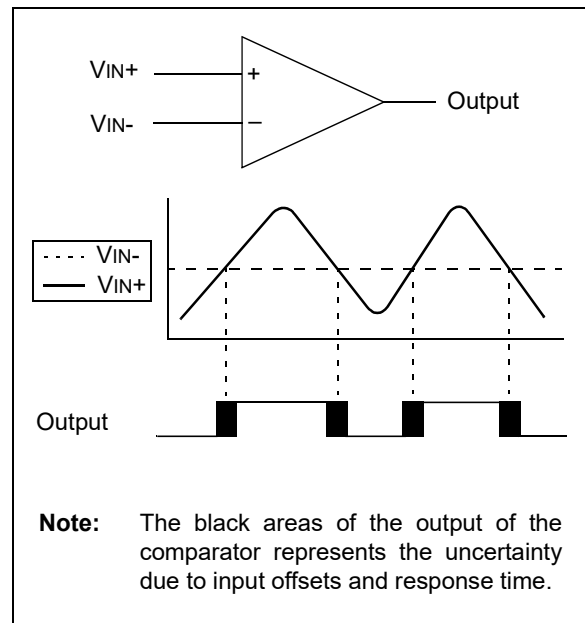 VIN+
+
Output
VIN-
–
VIN-
VIN+
Output
Note: The black areas of the output of the
comparator represents the uncertainty
due to input offsets and response time.